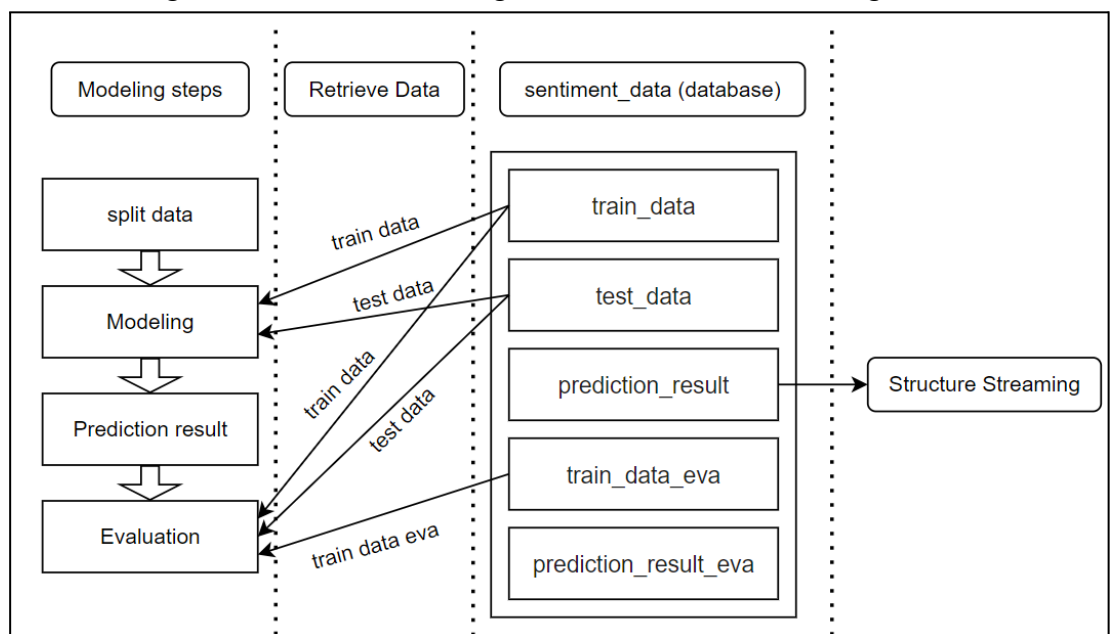 Modeling steps
Retrieve Data
sentiment_data (database)
split data
Modeling
Prediction result
Evaluation
train data
test data
train data
test data
train data eva
train_data
test_data
prediction_result
train_data_eva
prediction_result_eva
Structure Streaming